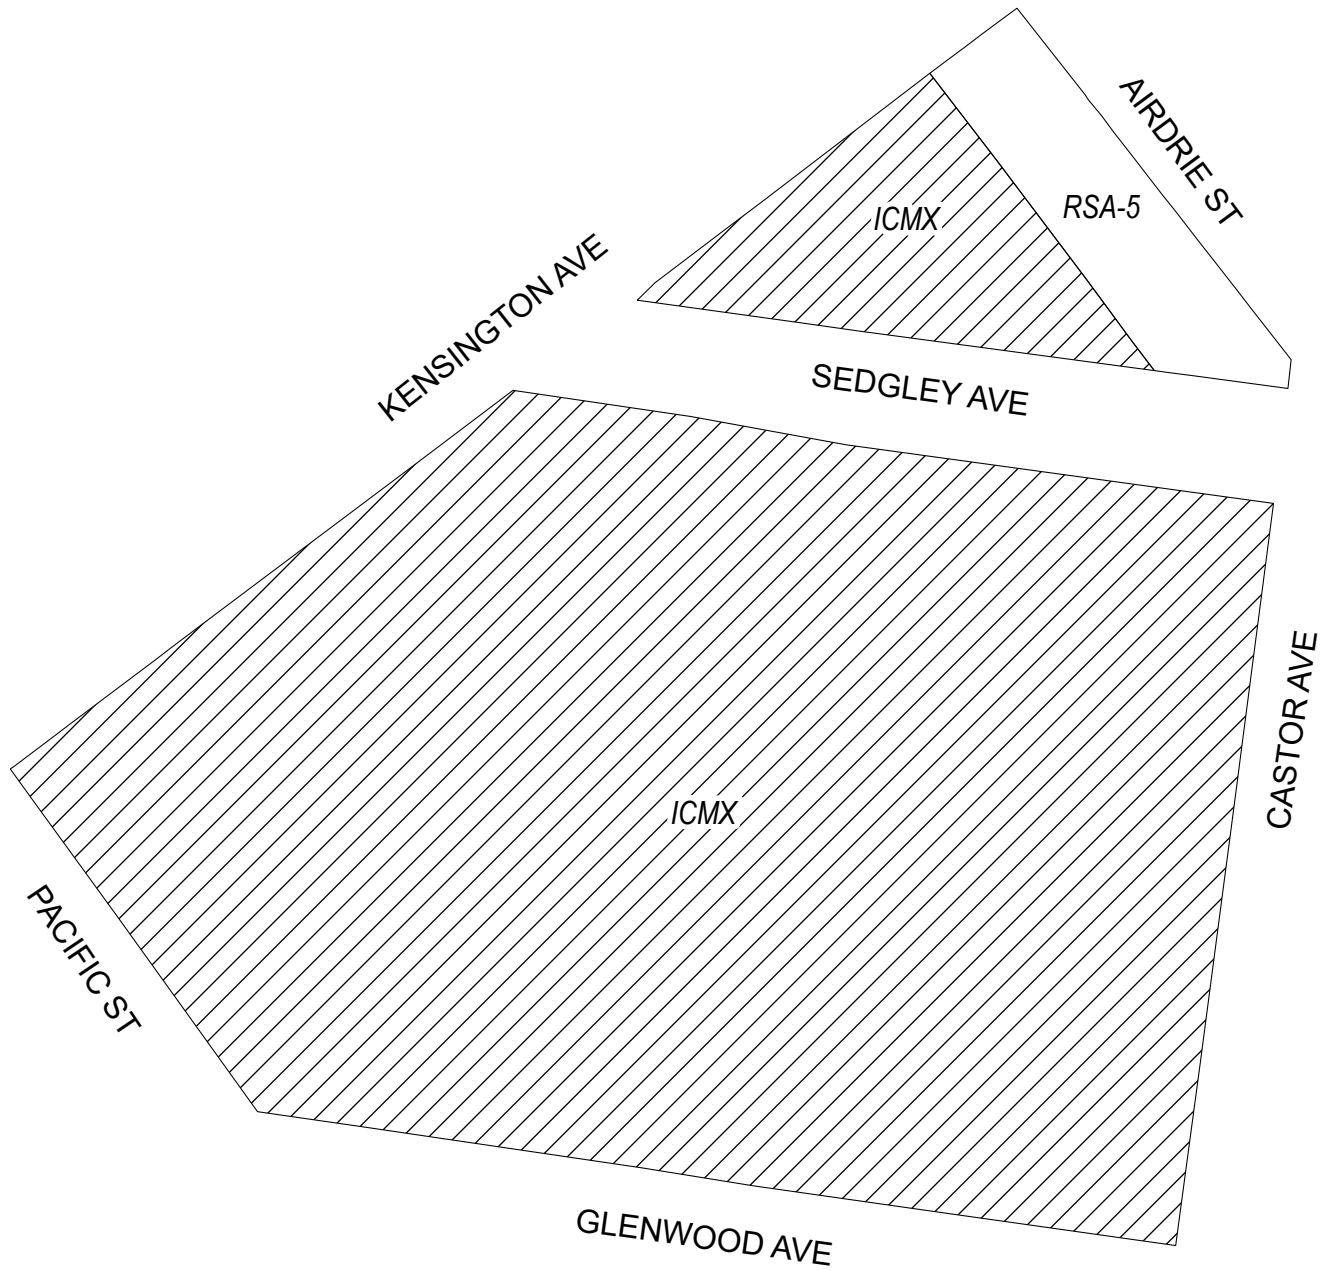 AIRDRIE ST
ICMX
RSA-5
KENSINGTON AVE
SEDGLEY AVE
CASTOR AVE
ICMX
PACIFIC ST
GLENWOOD AVE